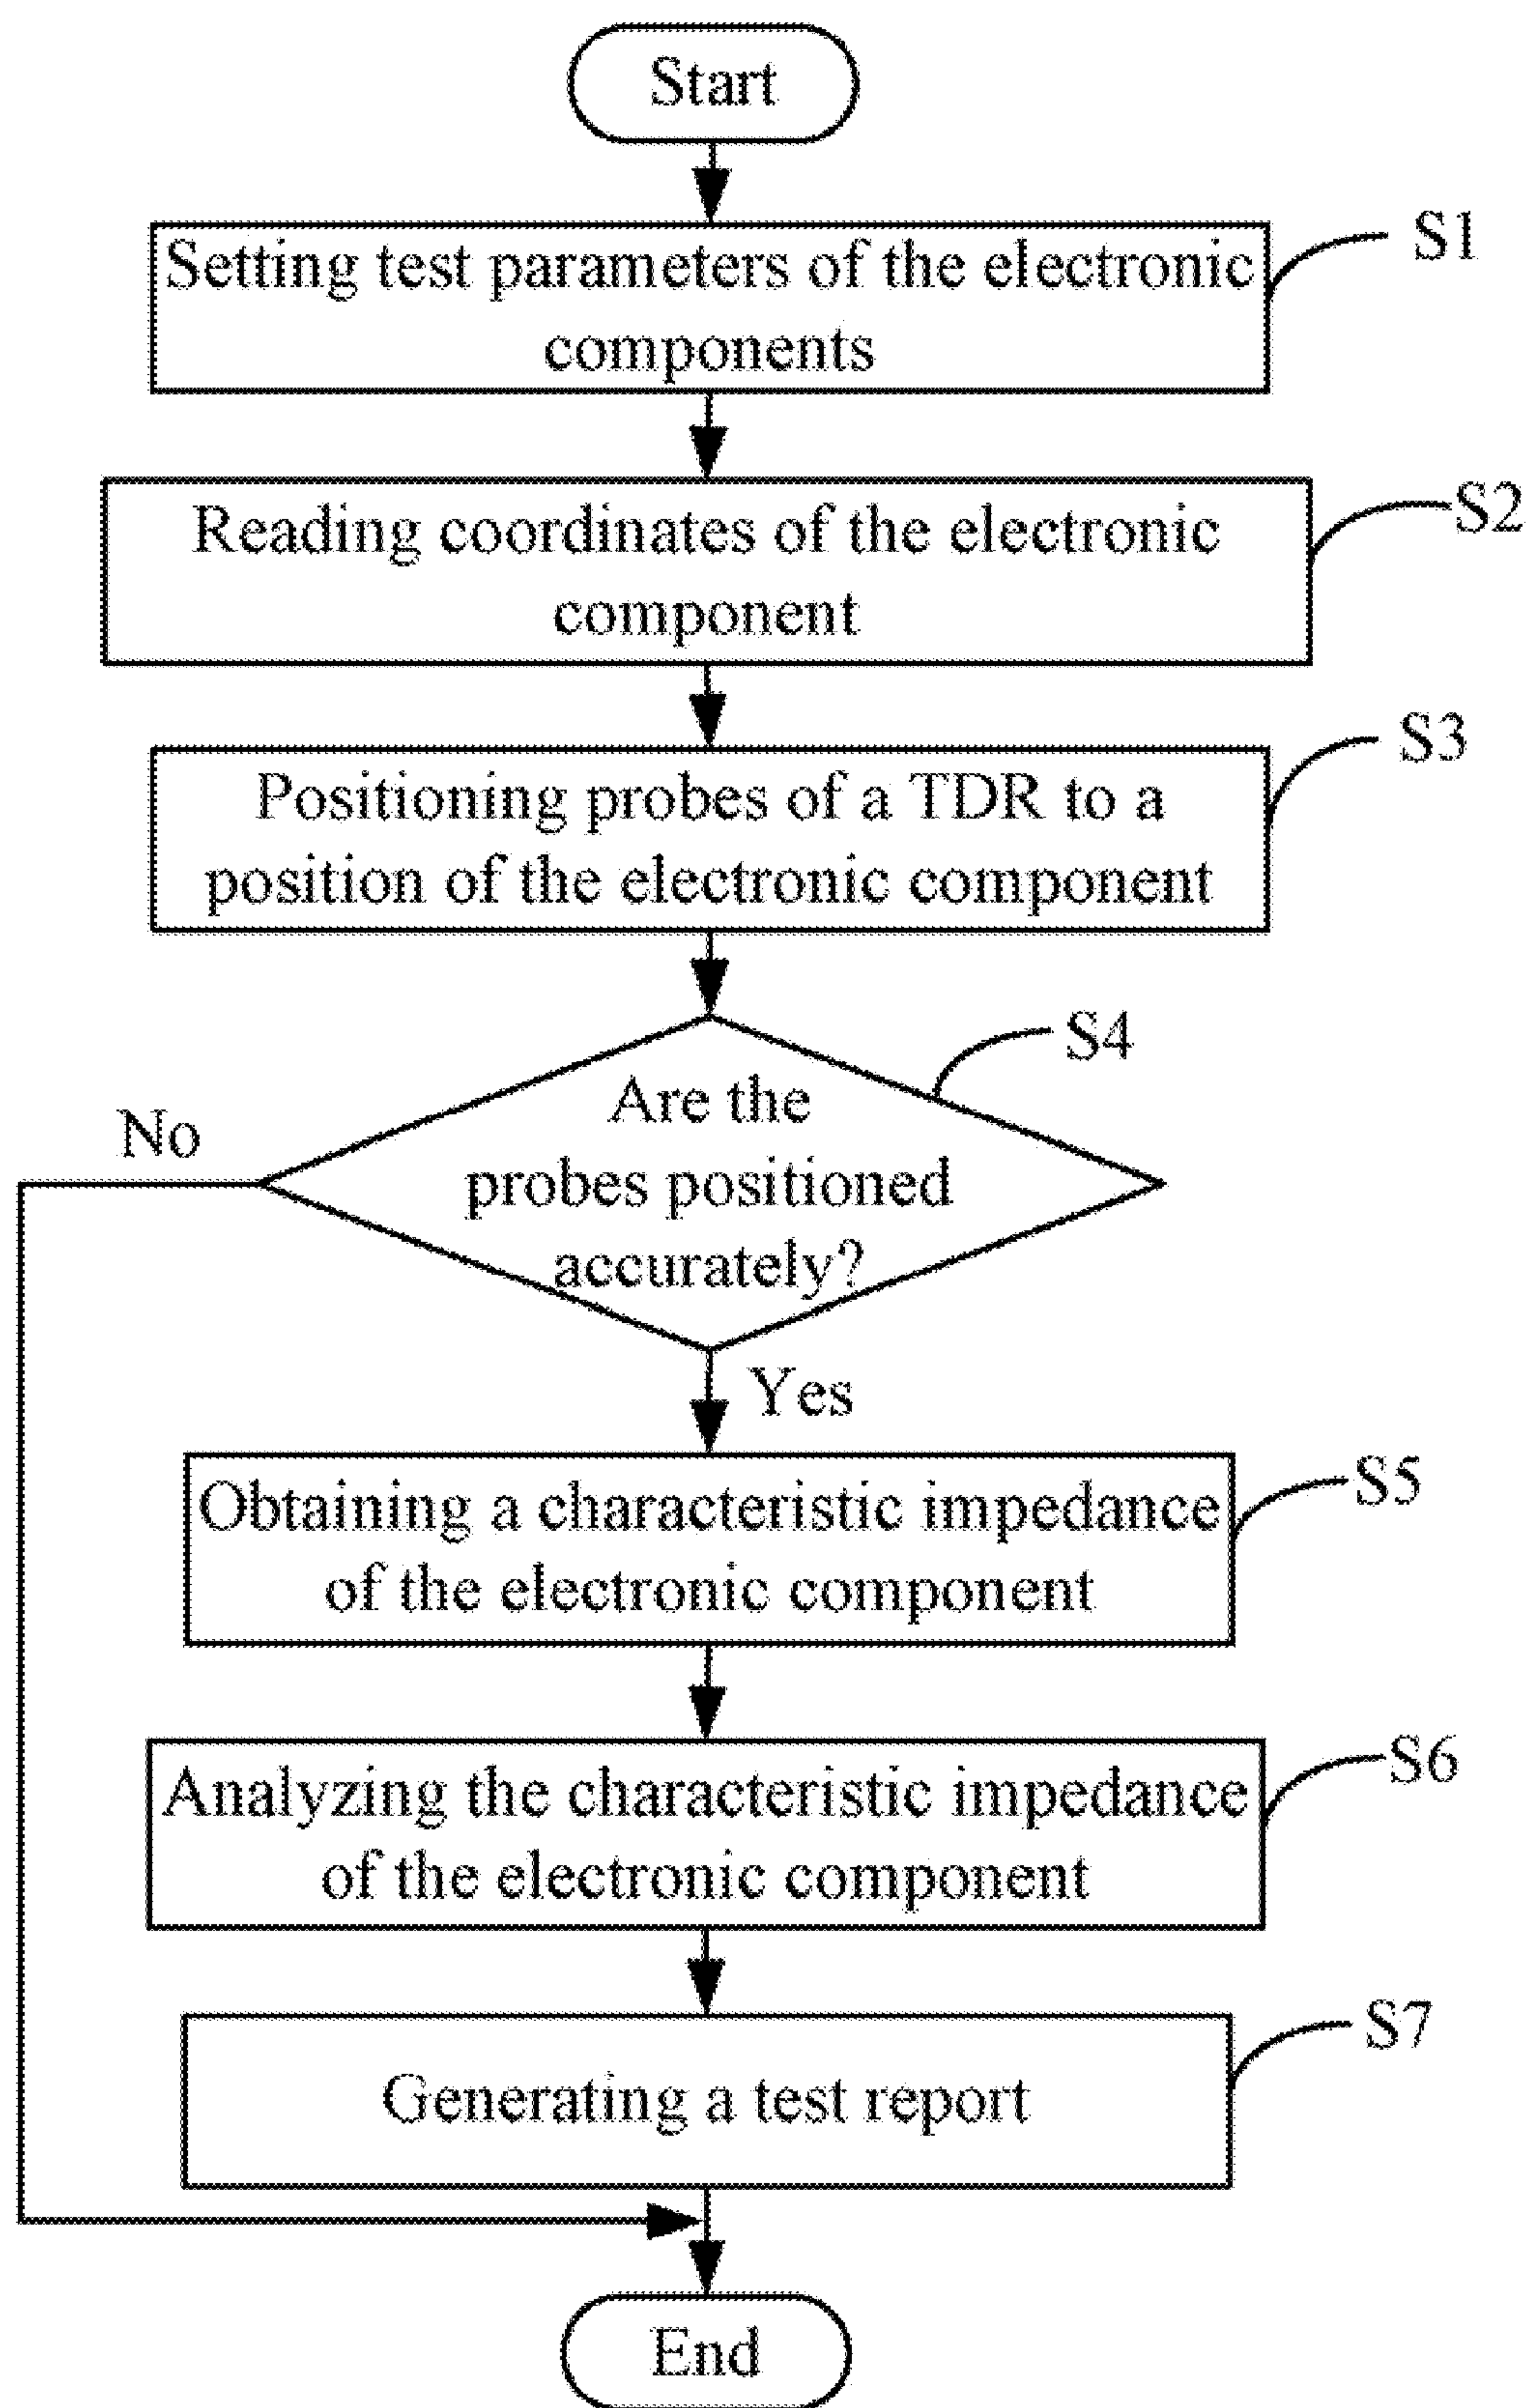 Start
Setting test parameters of the electronic
components
S1
Reading coordinates of the electronic
component
S2
Positioning probes of a TDR to a
position of the electronic component
S3
Are the
probes positioned
accurately?
S4
No
Yes
Obtaining a characteristic impedance
of the electronic component
S5
Analyzing the characteristic impedance
of the electronic component
S6
Generating a test report
S7
End